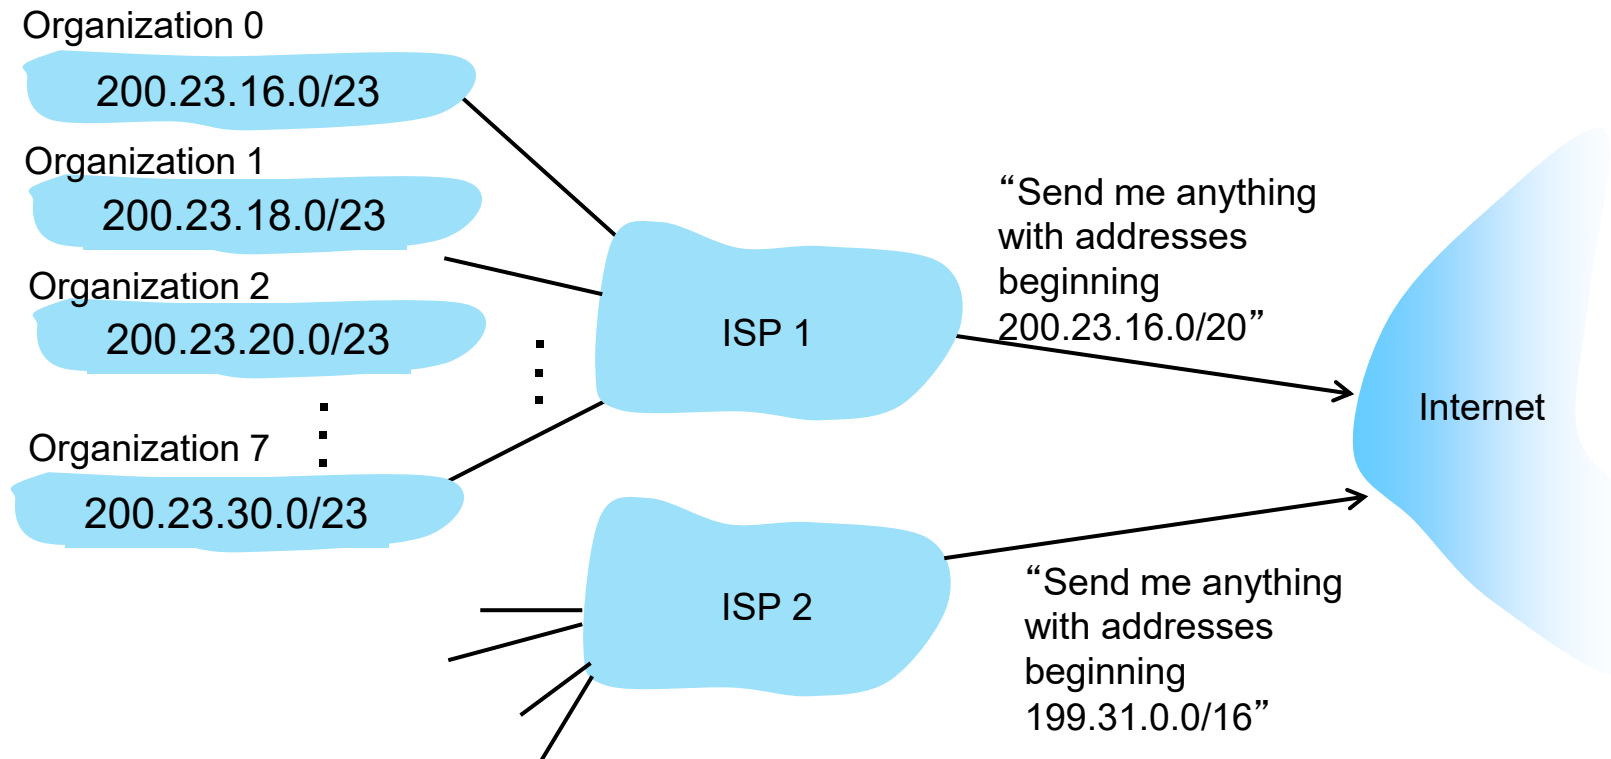 Organization 0
200.23.16.0/23
Organization 1
200.23.18.0/23
Organization 2
200.23.20.0/23
Organization 7
200.23.30.0/23
ISP 1
“Send me anything
with addresses
beginning
200.23.16.0/20”
Internet
ISP 2
“Send me anything
with addresses
beginning
199.31.0.0/16”